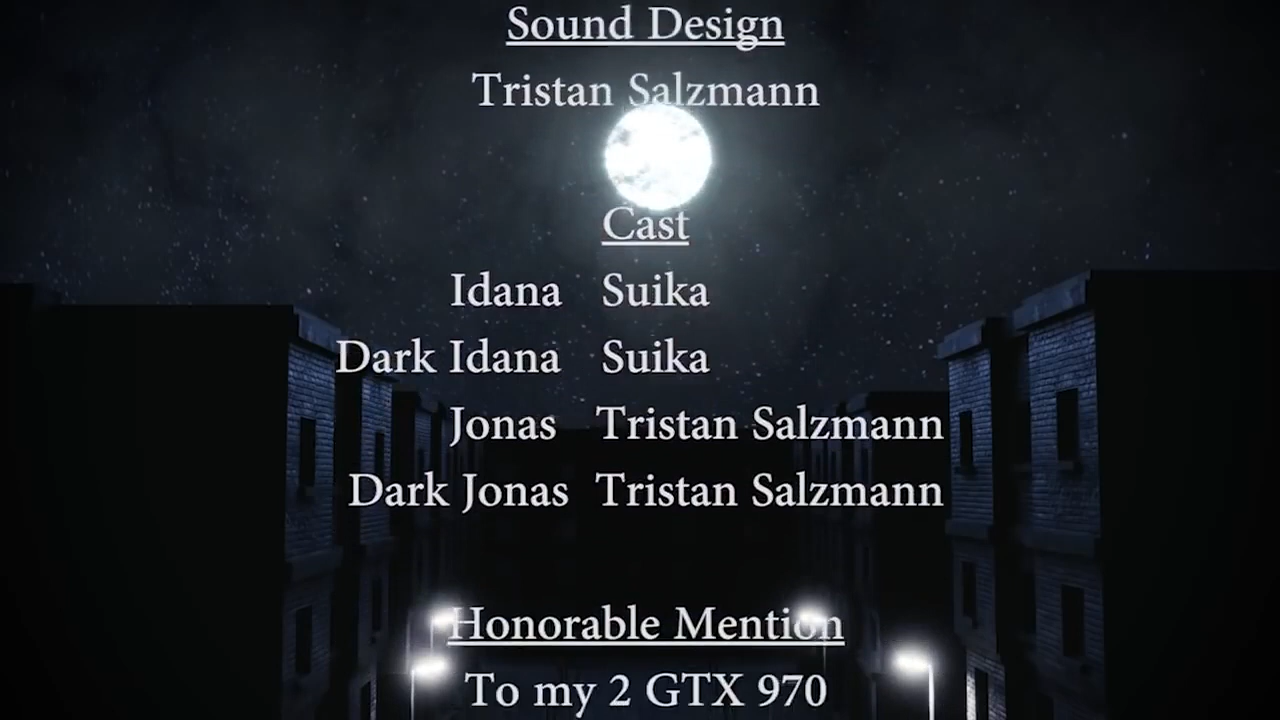 Sound Design
Tristan Salzmann
Cast
Idana Suika
Dark Idana Suika
Jonas Tristan Salzmann
Dark Jonas Tristan Salzmann
Honorable Mention
To my 2 GTX 970